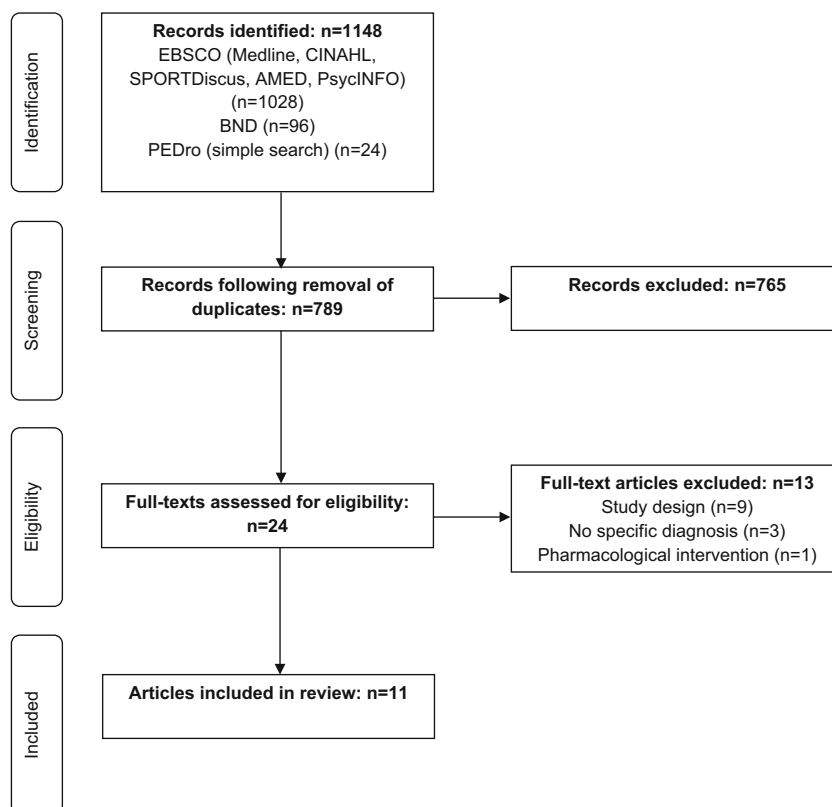 Identification
Records identified: n=1148
EBSCO (Medline, CINAHL,
SPORTDiscus, AMED, PsycINFO)
(n=1028)
BND (n=96)
PEDro (simple search) (n=24)
Screening
Records following removal of
duplicates: n=789
Records excluded: n=765
Eligibility
Full-texts assessed for eligibility:
n=24
Full-text articles excluded: n=13
Study design (n=9)
No specific diagnosis (n=3)
Pharmacological intervention (n=1)
Included
Articles included in review: n=11